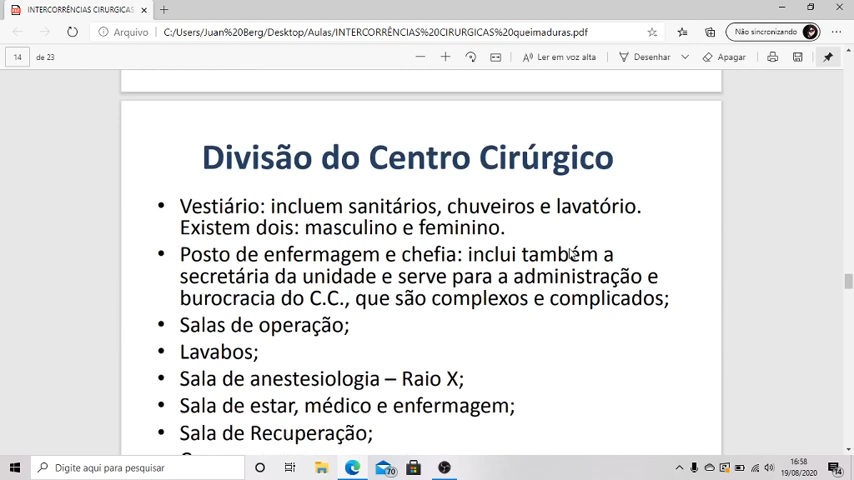 INTERCORRÊNCIAS CIRURGICAS
Arquivo
C:/Users/Juan%20Berg/Desktop/Aulas/INTERCORRÊNCIAS%20CIRURGICAS%20queimaduras.pdf
Não sincronizando
14
de 23
Ler em voz alta
Desenhar
Apagar
Divisão do Centro Cirúrgico
• Vestiário: incluem sanitários, chuveiros e lavatório.
Existem dois: masculino e feminino.
• Posto de enfermagem e chefia: inclui também a
secretária da unidade e serve para a administração e
burocracia do C.C., que são complexos e complicados;
• Salas de operação;
• Lavabos;
• Sala de anestesiologia – Raio X;
• Sala de estar, médico e enfermagem;
• Sala de Recuperação;
Digite aqui para pesquisar
70
16:58
19/08/2020
14